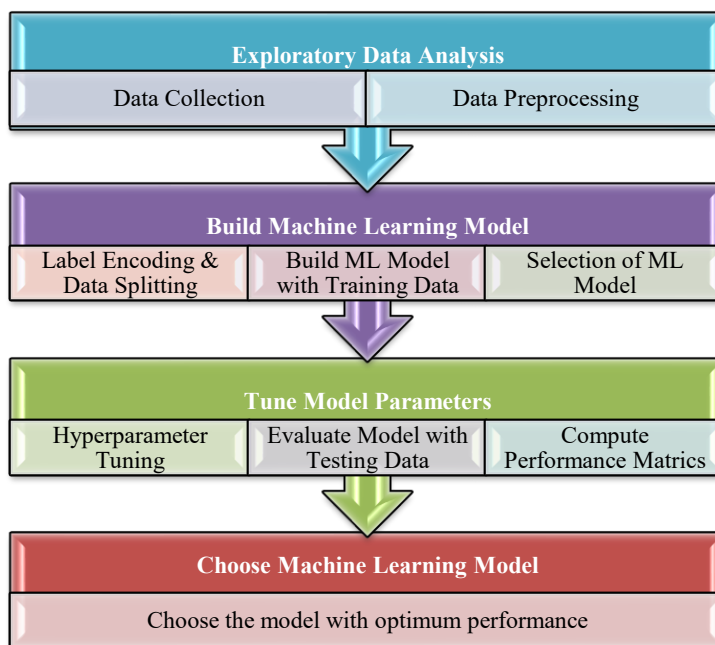 Exploratory Data Analysis
Data Collection
Data Preprocessing
Build Machine Learning Model
Label Encoding &
Data Splitting
Build ML Model
with Training Data
Selection of ML
Model
Tune Model Parameters
Hyperparameter
Tuning
Evaluate Model with
Testing Data
Compute
Performance Matrics
Choose Machine Learning Model
Choose the model with optimum performance